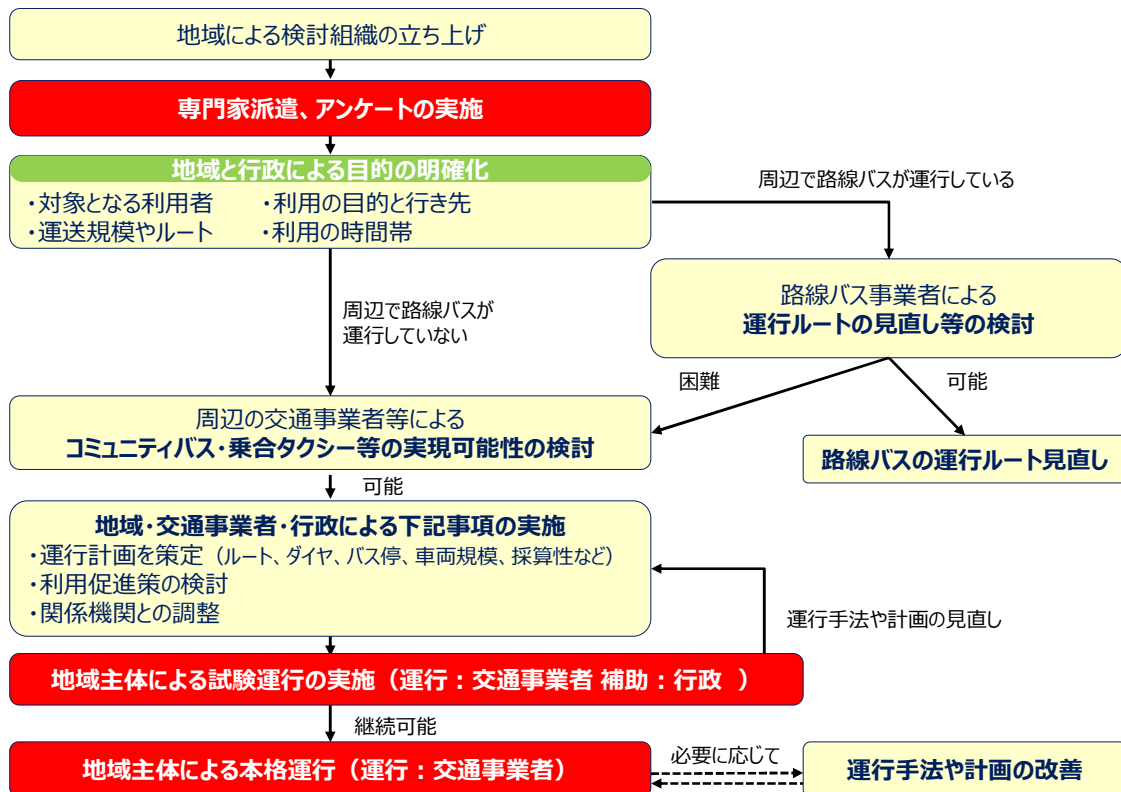 地域による検討組織の立ち上げ
専門家派遣、アンケートの実施
地域と行政による目的の明確化
・対象となる利用者　・利用の目的と行き先
・運送規模やルート　・利用の時間帯
周辺で路線バスが運行している
周辺で路線バスが
運行していない
路線バス事業者による
運行ルートの見直し等の検討
困難
可能
周辺の交通事業者等による
コミュニティバス・乗合タクシー等の実現可能性の検討
路線バスの運行ルート見直し
可能
地域・交通事業者・行政による下記事項の実施
・運行計画を策定（ルート、ダイヤ、バス停、車両規模、採算性など）
・利用促進策の検討
・関係機関との調整
運行手法や計画の見直し
地域主体による試験運行の実施（運行：交通事業者 補助：行政 ）
継続可能
地域主体による本格運行（運行：交通事業者）
必要に応じて
運行手法や計画の改善